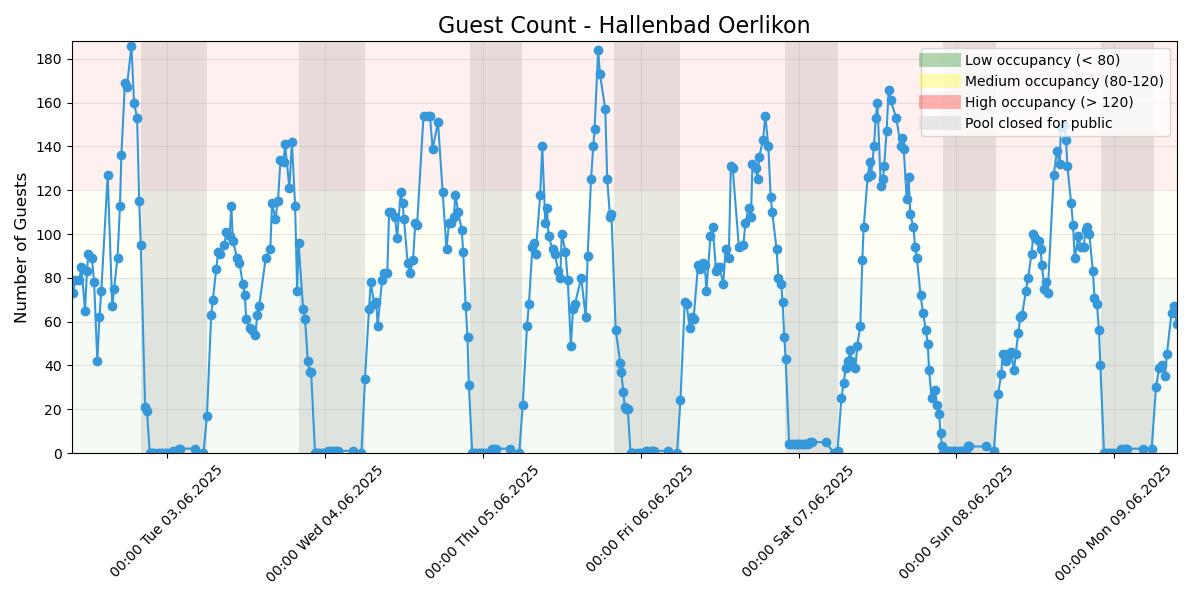 Guest Count - Hallenbad Oerlikon
Number of Guests
180
160
140
120
100
80
60
40
20
0
Low occupancy (< 80)
Medium occupancy (80-120)
High occupancy (> 120)
Pool closed for public
00:00 Tue 03.06.2025
00:00 Wed 04.06.2025
00:00 Thu 05.06.2025
00:00 Fri 06.06.2025
00:00 Sat 07.06.2025
00:00 Sun 08.06.2025
00:00 Mon 09.06.2025